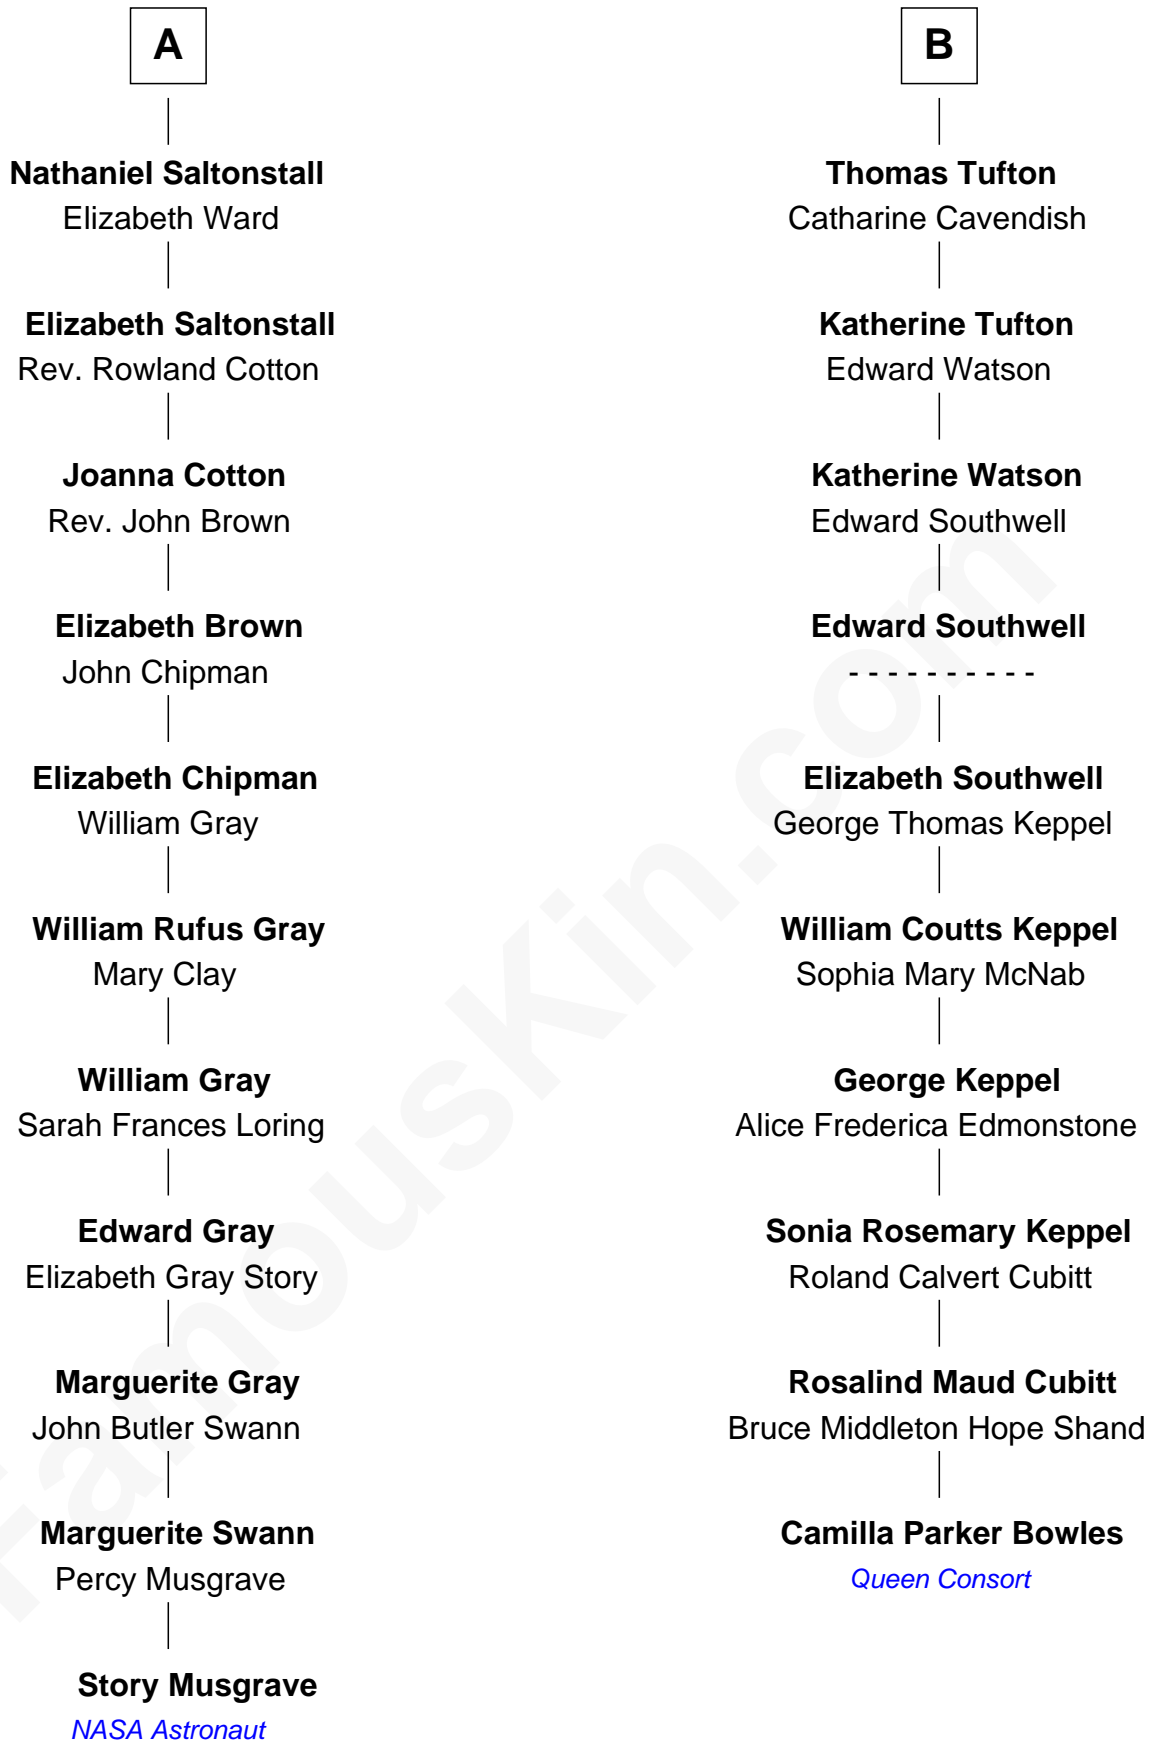 A
Nathaniel Saltonstall
Elizabeth Ward
Elizabeth Saltonstall
Rev. Rowland Cotton
Joanna Cotton
Rev. John Brown
Elizabeth Brown
John Chipman
Elizabeth Chipman
William Gray
William Rufus Gray
Mary Clay
William Gray
Sarah Frances Loring
Edward Gray
Elizabeth Gray Story
Marguerite Gray
John Butler Swann
Marguerite Swann
Percy Musgrave
Story Musgrave
NASA Astronaut
B
Thomas Tufton
Catharine Cavendish
Katherine Tufton
Edward Watson
Katherine Watson
Edward Southwell
Edward Southwell
- - - - - - - - - -
Elizabeth Southwell
George Thomas Keppel
William Coutts Keppel
Sophia Mary McNab
George Keppel
Alice Frederica Edmonstone
Sonia Rosemary Keppel
Roland Calvert Cubitt
Rosalind Maud Cubitt
Bruce Middleton Hope Shand
Camilla Parker Bowles
Queen Consort
FamousKin.com